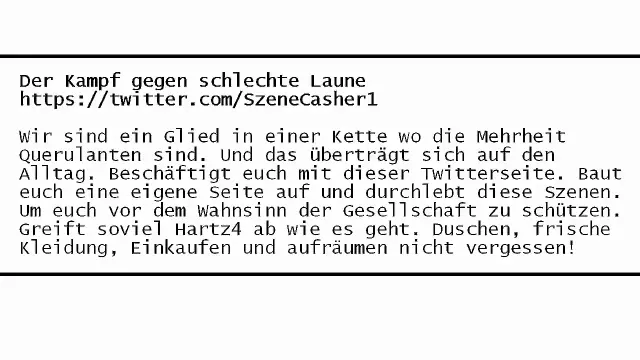 Der Kampf gegen schlechte Laune
https://twitter.com/SzeneCasher1
Wir sind ein Glied in einer Kette wo die Mehrheit
Querulanten sind. Und das überträgt sich auf den
Alltag. Beschäftigt euch mit dieser Twitterseite. Baut
euch eine eigene Seite auf und durchlebt diese Szenen.
Um euch vor dem Wahnsinn der Gesellschaft zu schützen.
Greift soviel Hartz4 ab wie es geht. Duschen, frische
Kleidung, Einkaufen und aufräumen nicht vergessen!